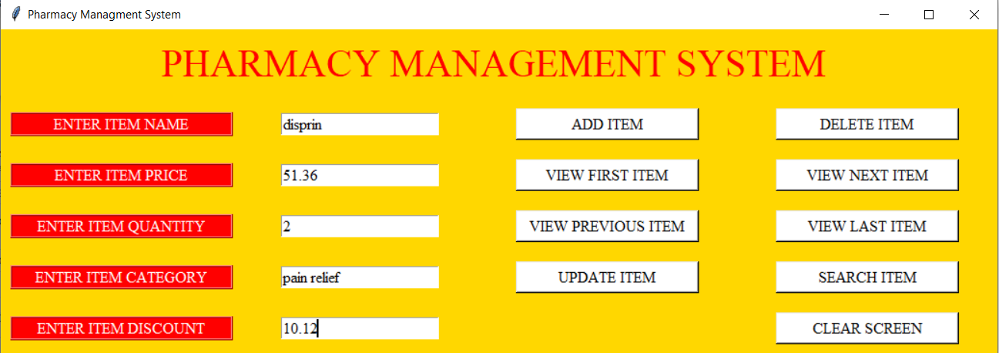 Pharmacy Managment System
PHARMACY MANAGEMENT SYSTEM
ENTER ITEM NAME disprin ADD ITEM DELETE ITEM
ENTER ITEM PRICE 51.36 VIEW FIRST ITEM VIEW NEXT ITEM
ENTER ITEM QUANTITY 2 VIEW PREVIOUS ITEM VIEW LAST ITEM
ENTER ITEM CATEGORY pain relief UPDATE ITEM SEARCH ITEM
ENTER ITEM DISCOUNT 10.12 CLEAR SCREEN